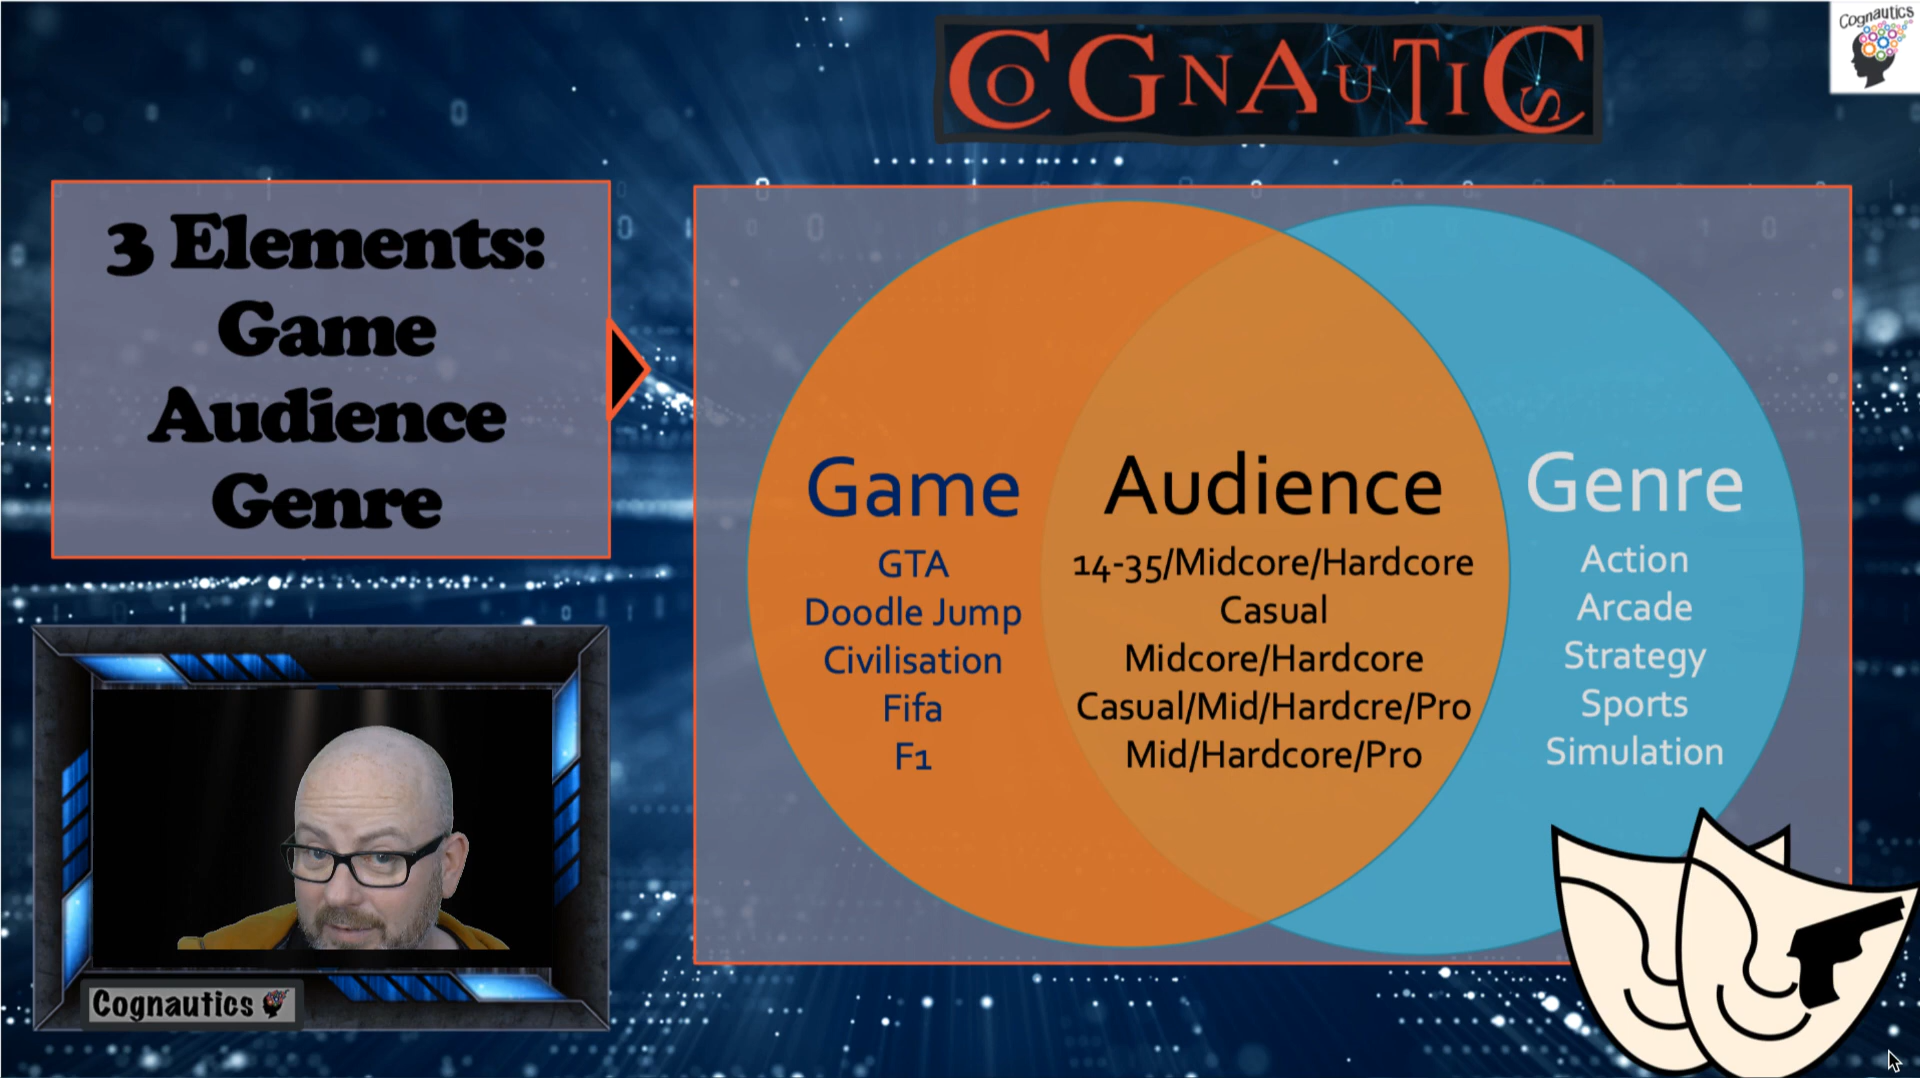 COGNAUTICS
Cognautics
3 Elements:
Game
Audience
Genre
Game
GTA
Doodle Jump
Civilisation
Fifa
F1
Audience
14-35/Midcore/Hardcore
Casual
Midcore/Hardcore
Casual/Mid/Hardcre/Pro
Mid/Hardcore/Pro
Genre
Action
Arcade
Strategy
Sports
Simulation
Cognautics